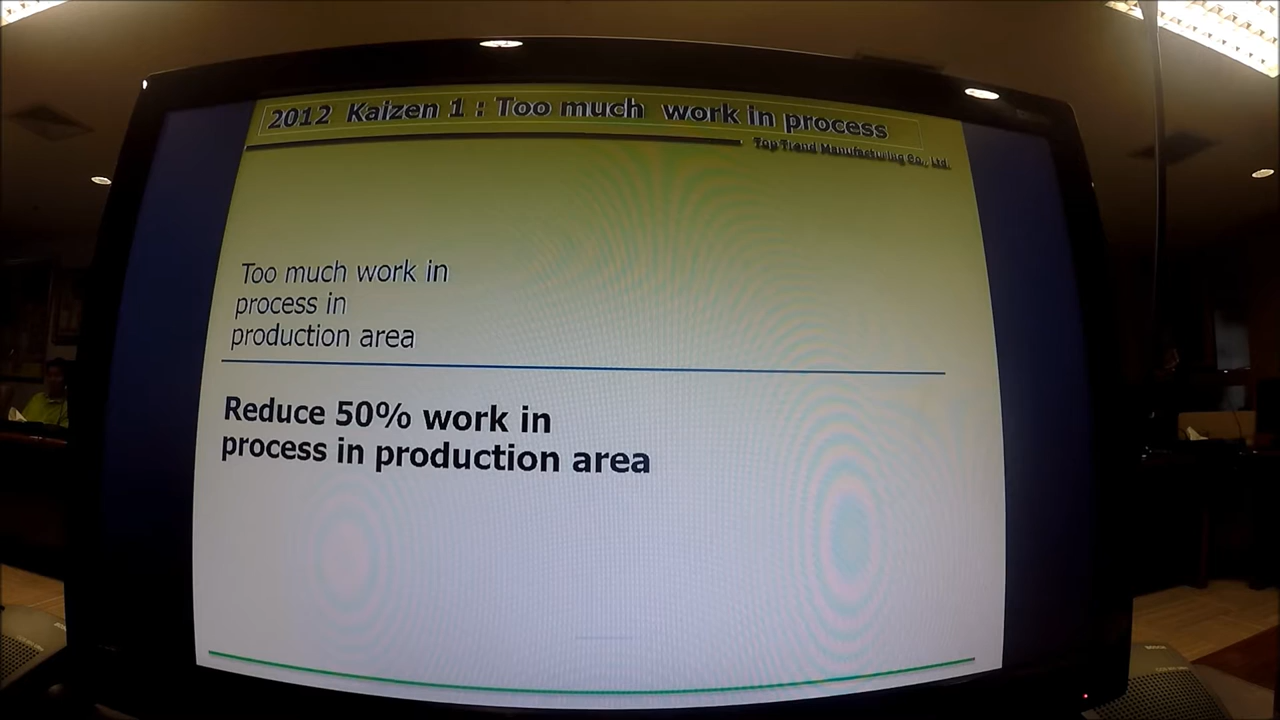 2012 Kaizen 1 : Too much work in process
Top Trend Manufacturing Co., Ltd.
Too much work in
process in
production area
Reduce 50% work in
process in production area